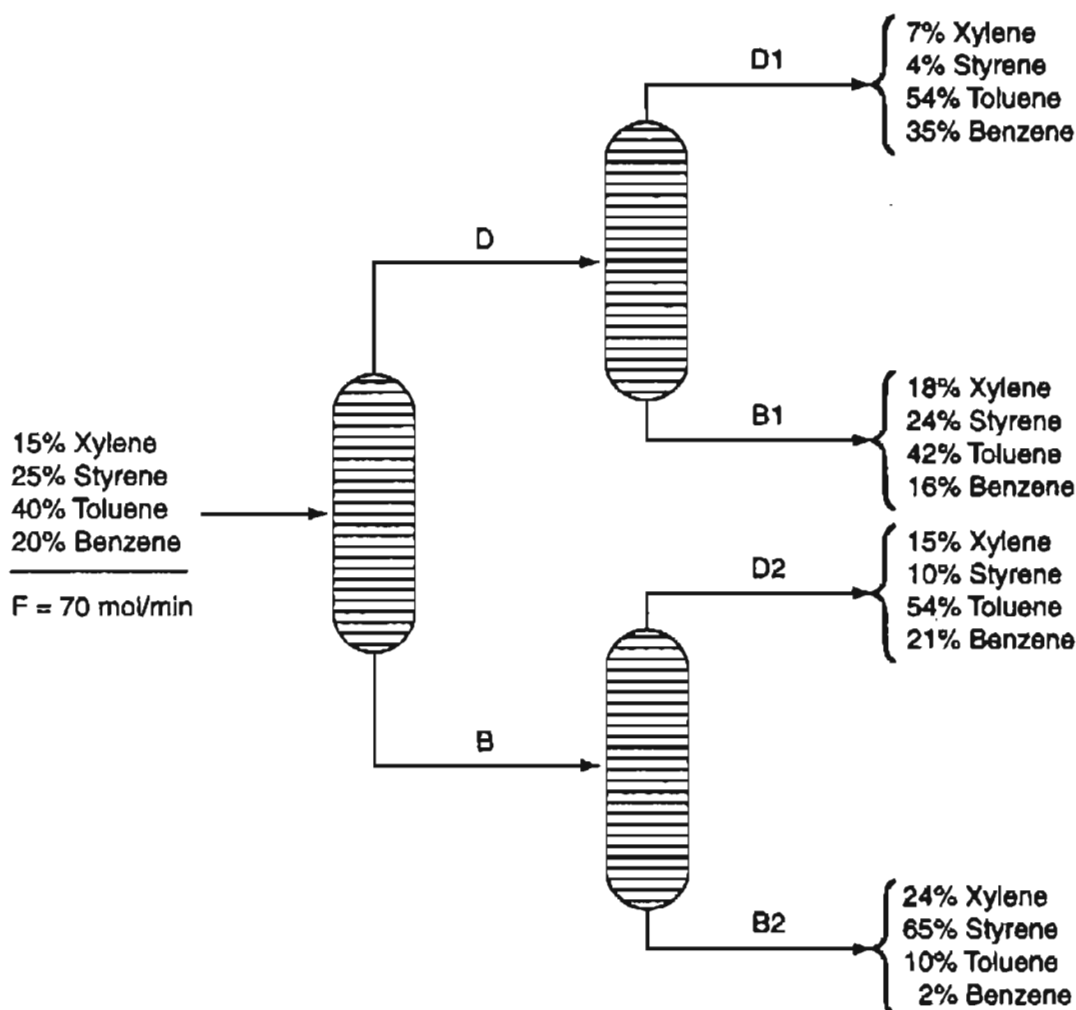 D1
7% Xylene
4% Styrene
54% Toluene
35% Benzene
D
B1
18% Xylene
24% Styrene
42% Toluene
16% Benzene
15% Xylene
25% Styrene
40% Toluene
20% Benzene
F = 70 mol/min
D2
15% Xylene
10% Styrene
54% Toluene
21% Benzene
B
B2
24% Xylene
65% Styrene
10% Toluene
2% Benzene